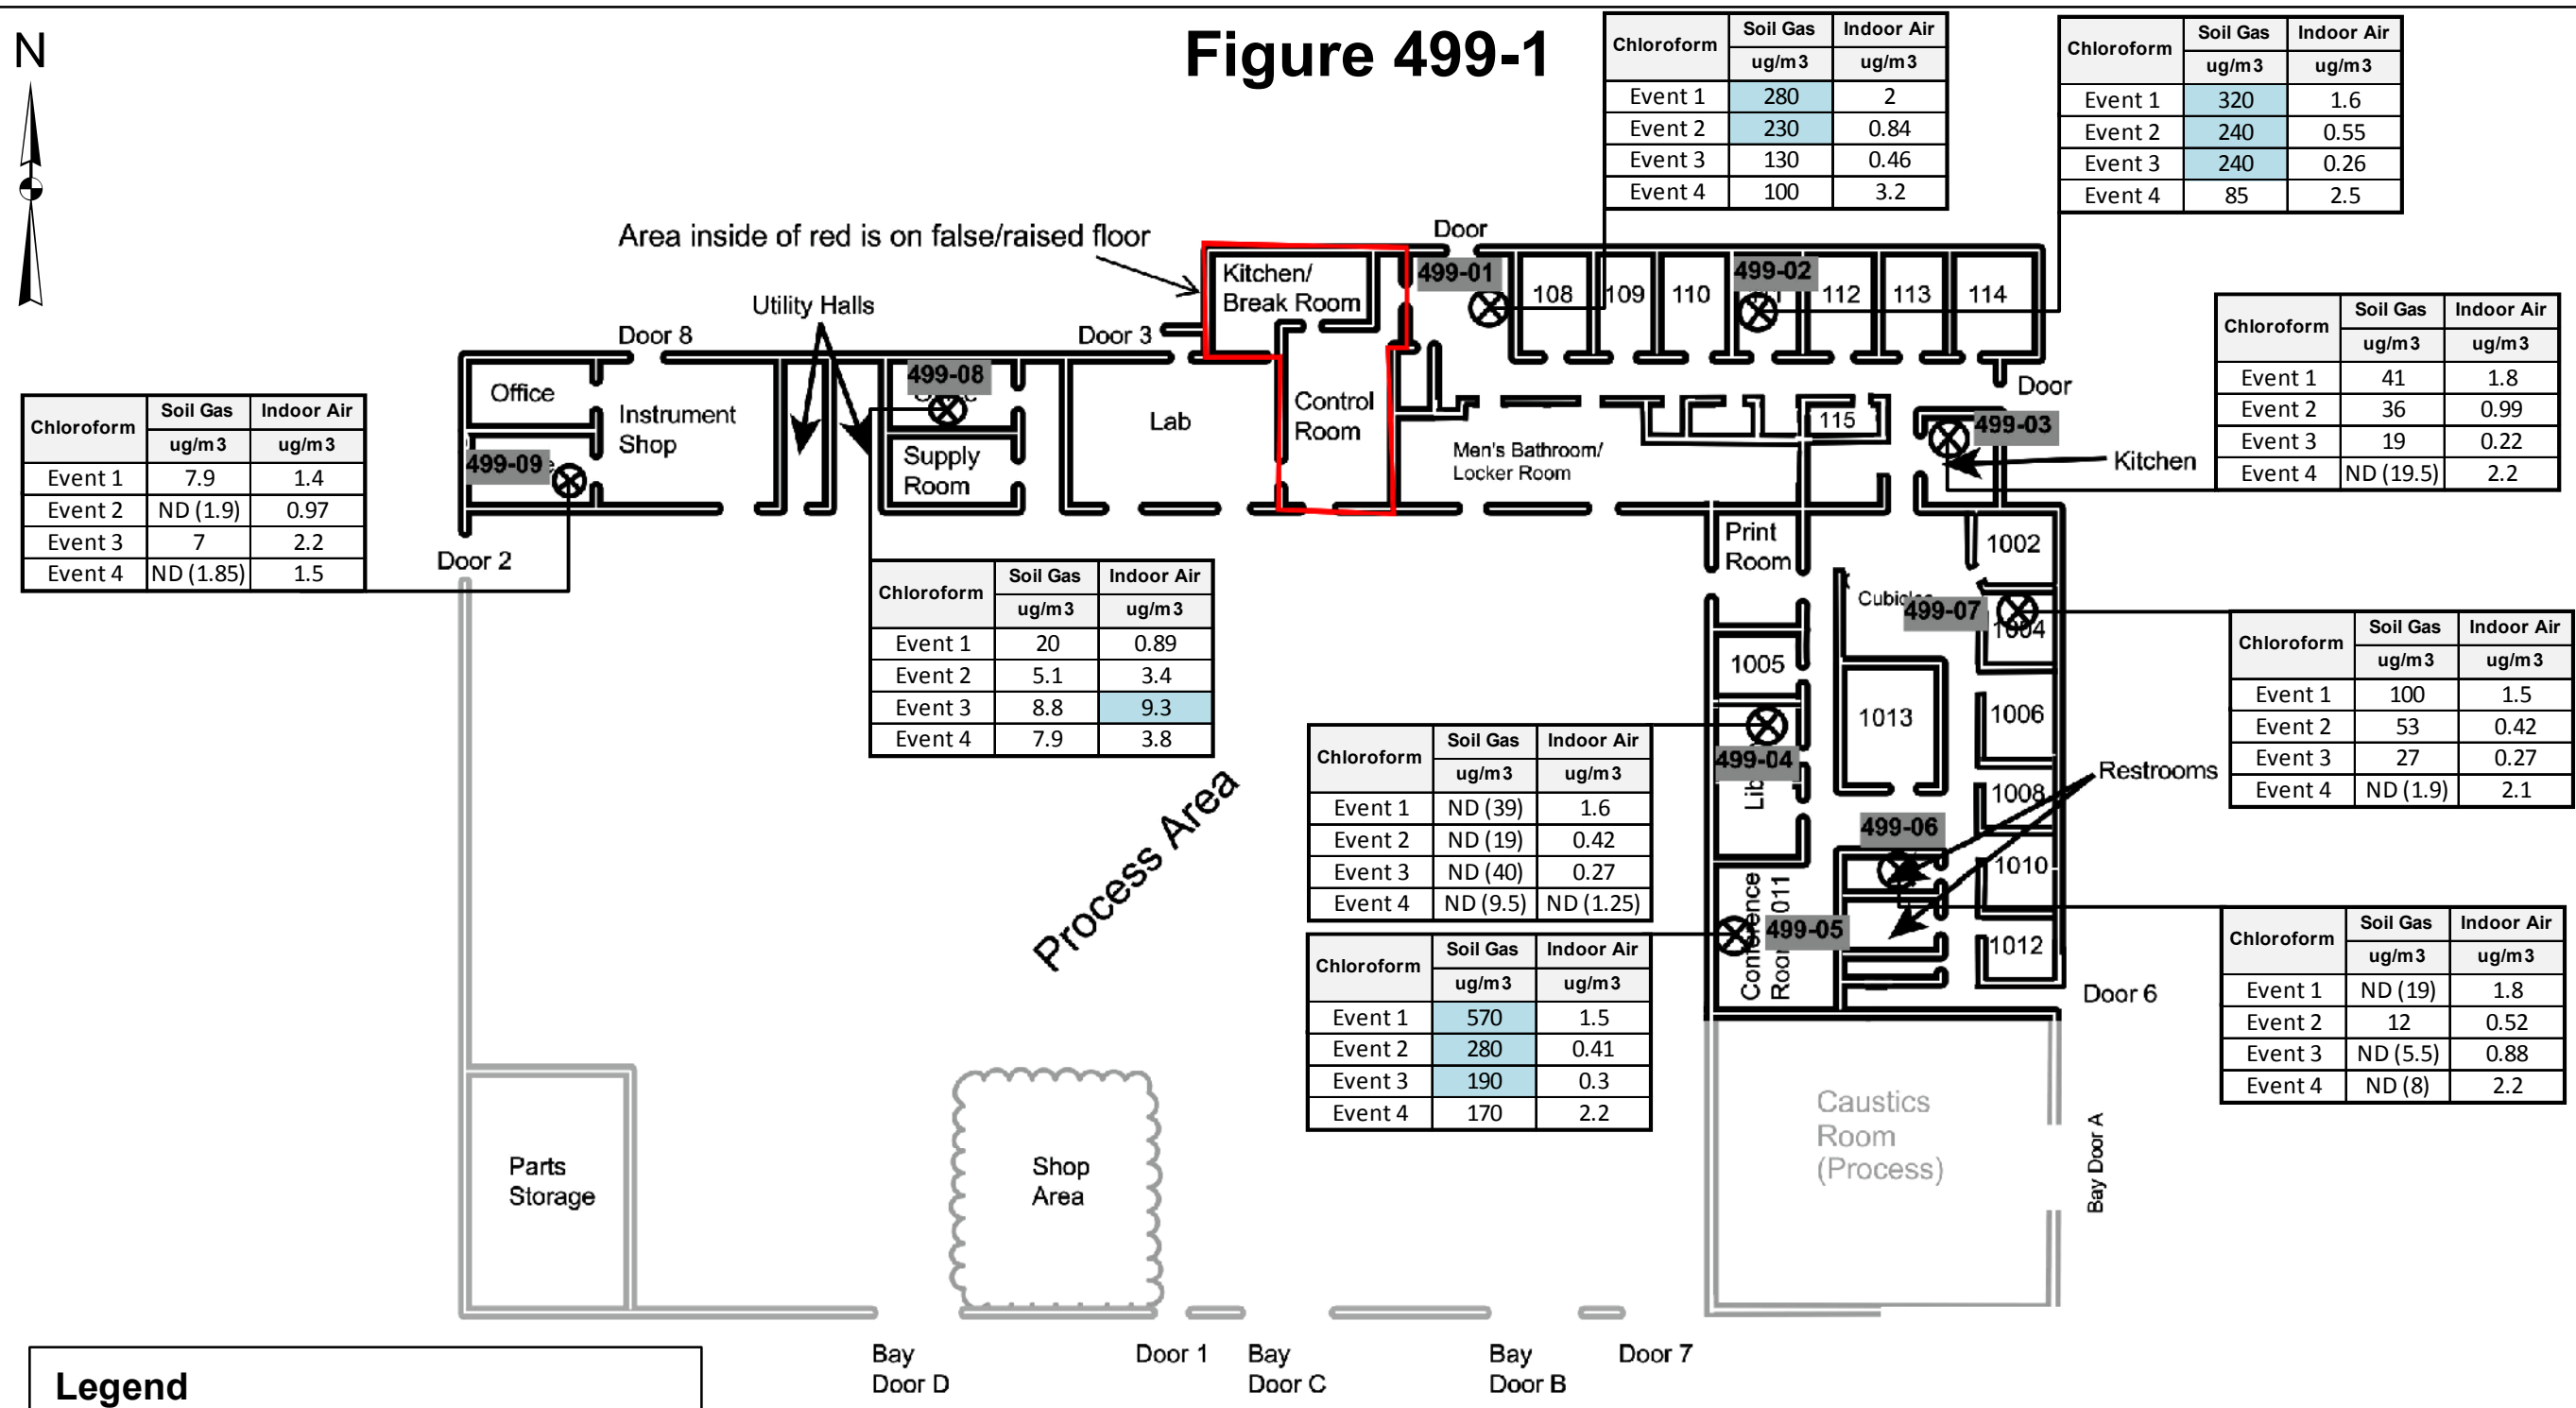 Figure 499-1
N
Chloroform | Soil Gas | Indoor Air
ug/m3 | ug/m3
Event 1 | 280 | 2
Event 2 | 230 | 0.84
Event 3 | 130 | 0.46
Event 4 | 100 | 3.2
Chloroform | Soil Gas | Indoor Air
ug/m3 | ug/m3
Event 1 | 320 | 1.6
Event 2 | 240 | 0.55
Event 3 | 240 | 0.26
Event 4 | 85 | 2.5
Area inside of red is on false/raised floor
Door
Kitchen/
Break Room
499-01
108
109
110
499-02
112
113
114
Utility Halls
Door 8
Door 3
Chloroform | Soil Gas | Indoor Air
ug/m3 | ug/m3
Event 1 | 41 | 1.8
Event 2 | 36 | 0.99
Event 3 | 19 | 0.22
Event 4 | ND (19.5) | 2.2
Chloroform | Soil Gas | Indoor Air
ug/m3 | ug/m3
Event 1 | 7.9 | 1.4
Event 2 | ND (1.9) | 0.97
Event 3 | 7 | 2.2
Event 4 | ND (1.85) | 1.5
Office
Instrument
Shop
499-08
499-09
Supply
Room
Lab
Control
Room
Men's Bathroom/
Locker Room
115
Door
499-03
Kitchen
Door 2
Print
Room
1002
Cubicles
499-07
1004
Chloroform | Soil Gas | Indoor Air
ug/m3 | ug/m3
Event 1 | 20 | 0.89
Event 2 | 5.1 | 3.4
Event 3 | 8.8 | 9.3
Event 4 | 7.9 | 3.8
Chloroform | Soil Gas | Indoor Air
ug/m3 | ug/m3
Event 1 | 100 | 1.5
Event 2 | 53 | 0.42
Event 3 | 27 | 0.27
Event 4 | ND (1.9) | 2.1
1005
1013
1006
499-04
Restrooms
1008
499-06
1010
Chloroform | Soil Gas | Indoor Air
ug/m3 | ug/m3
Event 1 | ND (39) | 1.6
Event 2 | ND (19) | 0.42
Event 3 | ND (40) | 0.27
Event 4 | ND (9.5) | ND (1.25)
Process Area
Conference
Room 1011
499-05
1012
Door 6
Chloroform | Soil Gas | Indoor Air
ug/m3 | ug/m3
Event 1 | 570 | 1.5
Event 2 | 280 | 0.41
Event 3 | 190 | 0.3
Event 4 | 170 | 2.2
Chloroform | Soil Gas | Indoor Air
ug/m3 | ug/m3
Event 1 | ND (19) | 1.8
Event 2 | 12 | 0.52
Event 3 | ND (5.5) | 0.88
Event 4 | ND (8) | 2.2
Caustics
Room
(Process)
Bay Door A
Parts
Storage
Shop
Area
Bay
Door D
Door 1
Bay
Door C
Bay
Door B
Door 7
Legend